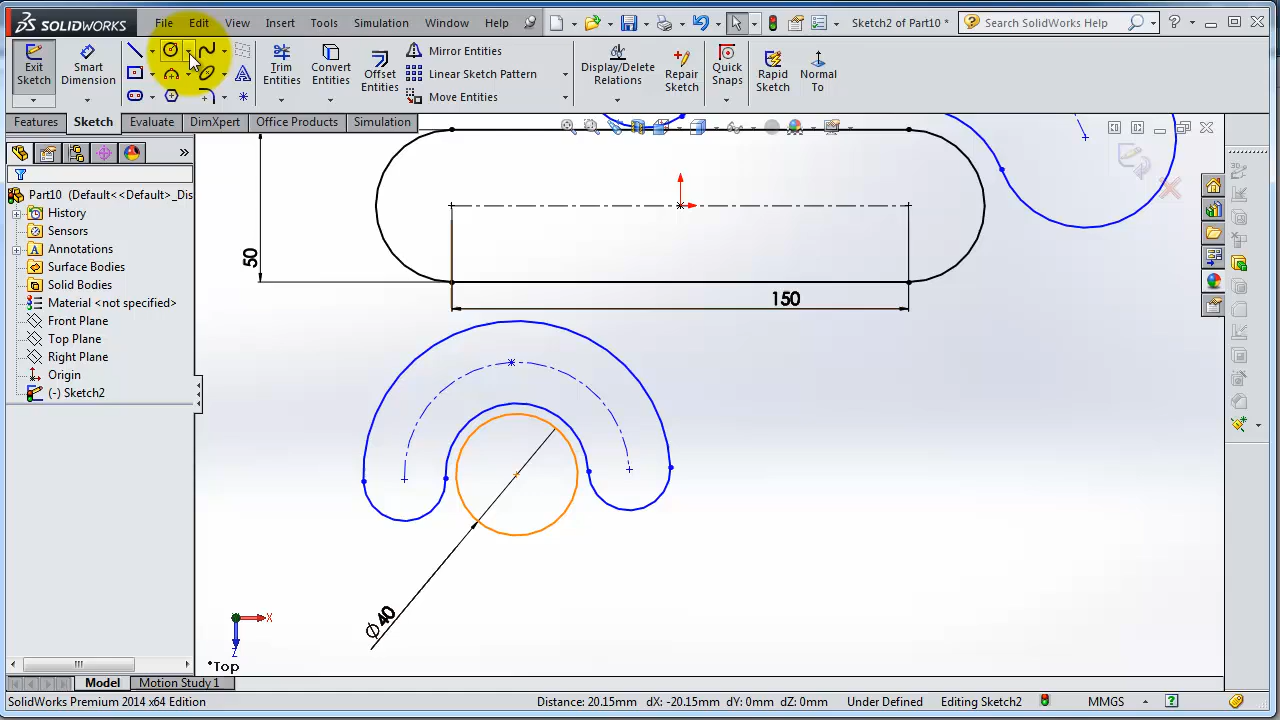 SOLIDWORKS
File Edit View Insert Tools Simulation Window Help
Sketch2 of Part10 *
Search SolidWorks Help
Exit Sketch
Smart Dimension
Trim Entities
Convert Entities
Offset Entities
Mirror Entities
Linear Sketch Pattern
Move Entities
Display/Delete Relations
Repair Sketch
Quick Snaps
Rapid Sketch
Normal To
Features Sketch Evaluate DimXpert Office Products Simulation
Part10 (Default<<Default>_Dis
History
Sensors
Annotations
Surface Bodies
Solid Bodies
Material <not specified>
Front Plane
Top Plane
Right Plane
Origin
(-) Sketch2
50
150
Ø40
X
Z
*Top
Model Motion Study 1
SolidWorks Premium 2014 x64 Edition
Distance: 20.15mm dX: -20.15mm dY: 0mm dZ: 0mm Under Defined Editing Sketch2 MMGS